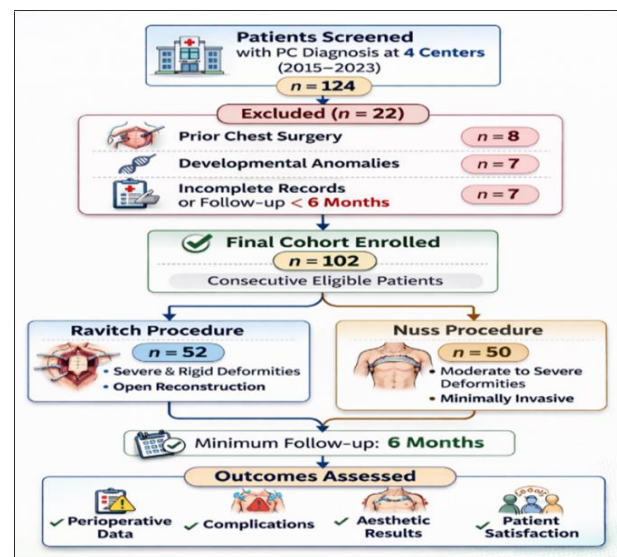 Patients Screened
with PC Diagnosis at 4 Centers
(2015–2023)
n = 124
Excluded (n = 22)
Prior Chest Surgery
n = 8
Developmental Anomalies
n = 7
Incomplete Records
or Follow-up < 6 Months
n = 7
Final Cohort Enrolled
n = 102
Consecutive Eligible Patients
Ravitch Procedure
n = 52
• Severe & Rigid Deformities
• Open Reconstruction
Nuss Procedure
n = 50
• Moderate to Severe
Deformities
• Minimally Invasive
Minimum Follow-up: 6 Months
Outcomes Assessed
✓ Perioperative
Data
✓ Complications
✓ Aesthetic
Results
✓ Patient
Satisfaction